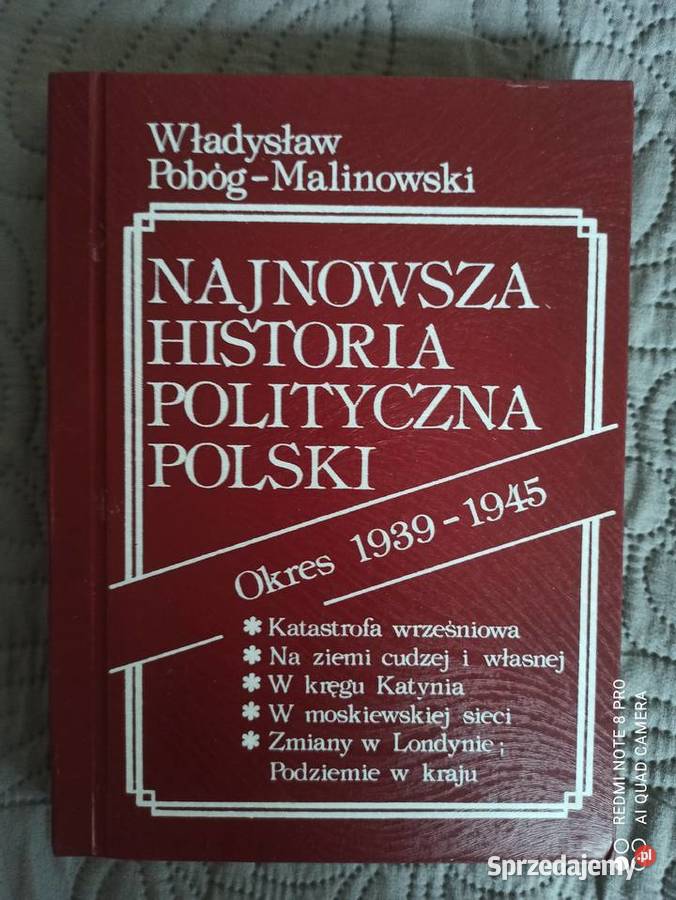 Władysław
Pobóg-Malinowski
NAJNOWSZA
HISTORIA
POLITYCZNA
POLSKI
Okres 1939-1945
* Katastrofa wrześniowa
* Na ziemi cudzej i własnej
* W kręgu Katynia
* W moskiewskiej sieci
* Zmiany w Londynie;
Podziemie w kraju
REDMI NOTE 8 PRO
AI QUAD CAMERA
Sprzedajemy.pl